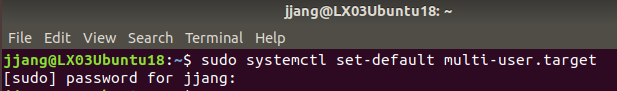 jjang@LX03Ubuntu18: ~
File Edit View Search Terminal Help
jjang@LX03Ubuntu18:~$ sudo systemctl set-default multi-user.target
[sudo] password for jjang: